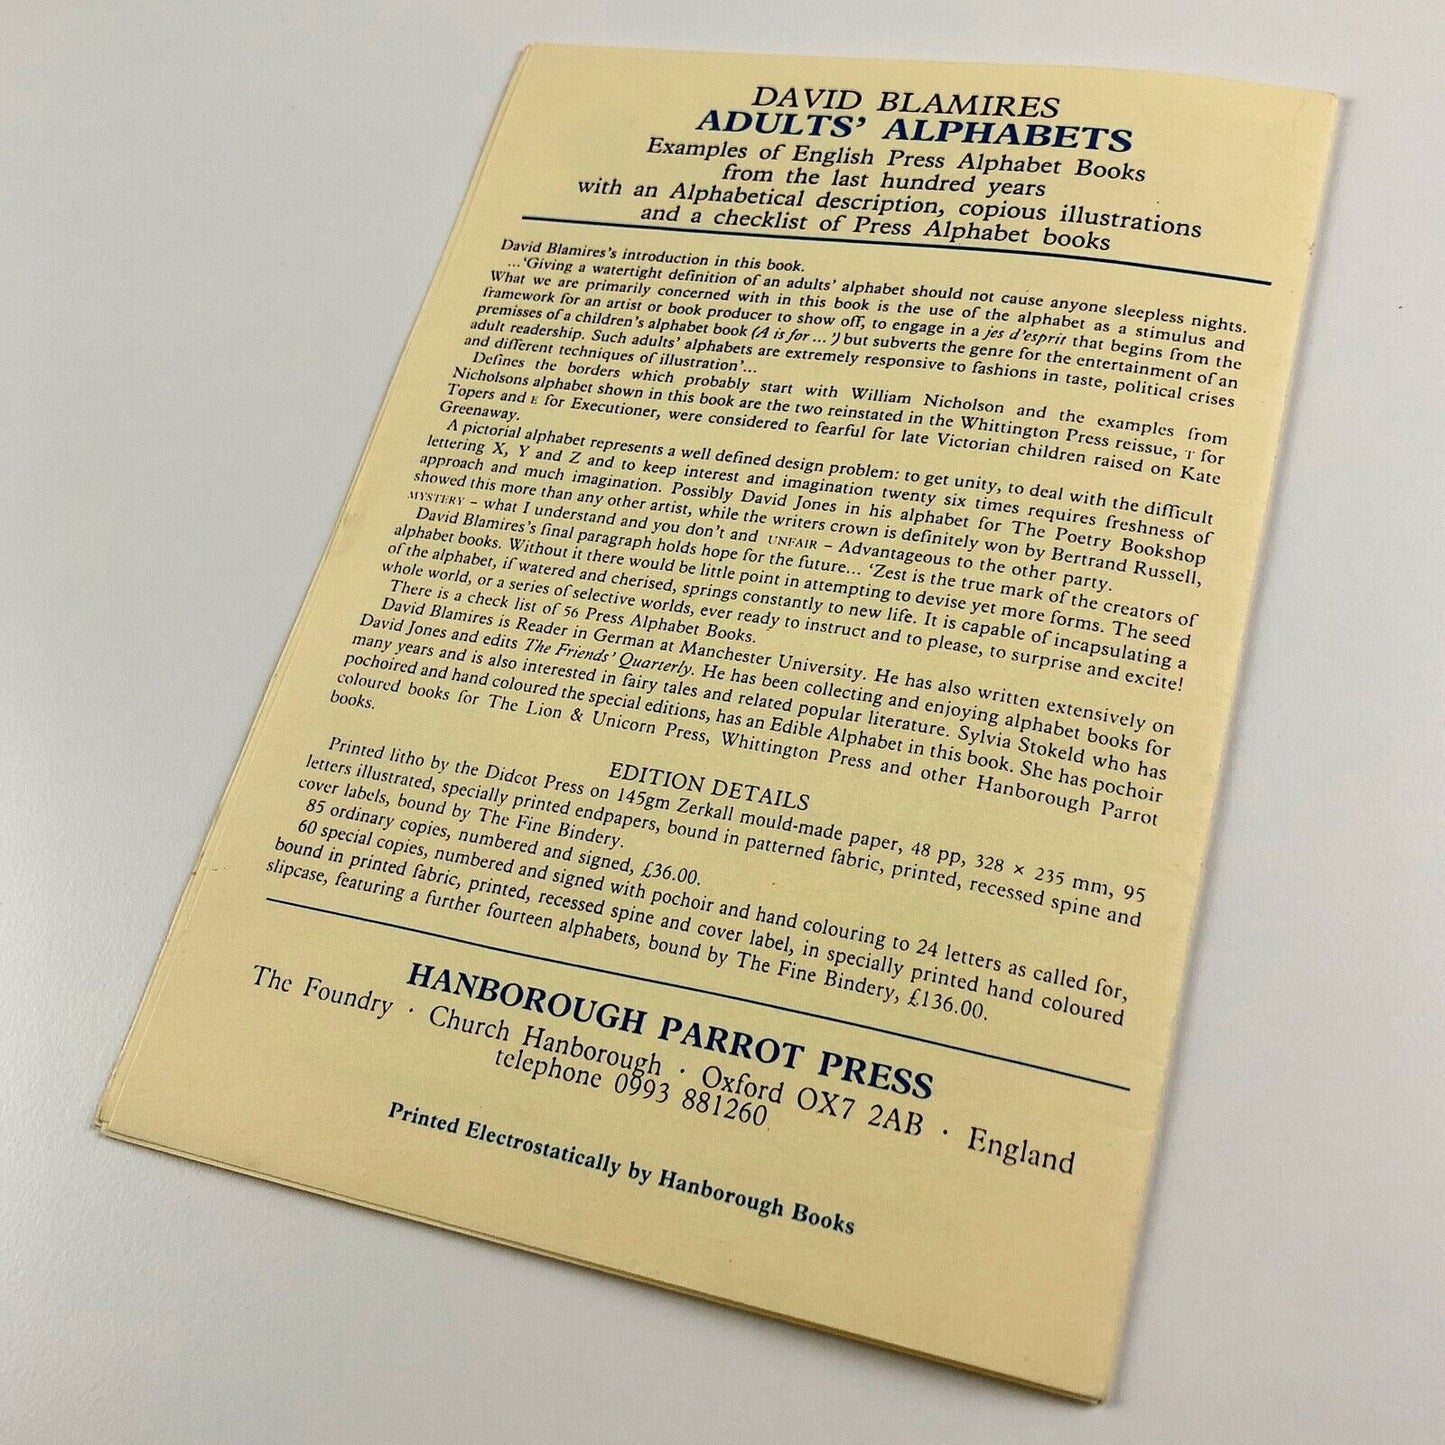 DAVID BLAMIRES
ADULTS' ALPHABETS
Examples of English Press Alphabet Books
from the last hundred years
with an Alphabetical description, copious illustrations
and a checklist of Press Alphabet books
David Blamires's introduction in this book.
...'Giving a watertight definition of an adults' alphabet should not cause anyone sleepless nights.
What we are primarily concerned with in this book is the use of the alphabet as a stimulus and
framework for an artist or book producer to show off, to engage in a jes d'esprit that begins from the
premisses of a children's alphabet book (A is for ... ') but subverts the genre for the entertainment of an
adult readership. Such adults' alphabets are extremely responsive to fashions in taste, political crises
and different techniques of illustration'...
Defines the borders which probably start with William Nicholson and the examples from
Nicholsons alphabet shown in this book are the two reinstated in the Whittington Press reissue, T for
Topers and E for Executioner, were considered to fearful for late Victorian children raised on Kate
Greenaway.
A pictorial alphabet represents a well defined design problem: to get unity, to deal with the difficult
lettering X, Y and Z and to keep interest and imagination twenty six times requires freshness of
approach and much imagination. Possibly David Jones in his alphabet for The Poetry Bookshop
showed this more than any other artist, while the writers crown is definitely won by Bertrand Russell,
MYSTERY – what I understand and you don't and UNFAIR – Advantageous to the other party.
David Blamires's final paragraph holds hope for the future... 'Zest is the true mark of the creators of
alphabet books. Without it there would be little point in attempting to devise yet more forms. The seed
of the alphabet, if watered and cherised, springs constantly to new life. It is capable of incapsulating a
whole world, or a series of selective worlds, ever ready to instruct and to please, to surprise and excite!
There is a check list of 56 Press Alphabet Books.
David Blamires is Reader in German at Manchester University. He has also written extensively on
David Jones and edits The Friends' Quarterly. He has been collecting and enjoying alphabet books for
many years and is also interested in fairy tales and related popular literature. Sylvia Stokeld who has
pochoired and hand coloured the special editions, has an Edible Alphabet in this book. She has pochoir
coloured books for The Lion & Unicorn Press, Whittington Press and other Hanborough Parrot
books.
EDITION DETAILS
Printed litho by the Didcot Press on 145gm Zerkall mould-made paper, 48 pp, 328 × 235 mm, 95
letters illustrated, specially printed endpapers, bound in patterned fabric, printed, recessed spine and
cover labels, bound by The Fine Bindery.
85 ordinary copies, numbered and signed, £36.00.
60 special copies, numbered and signed with pochoir and hand colouring to 24 letters as called for,
bound in printed fabric, printed, recessed spine and cover label, in specially printed hand coloured
slipcase, featuring a further fourteen alphabets, bound by The Fine Bindery, £136.00.
HANBOROUGH PARROT PRESS
The Foundry · Church Hanborough · Oxford OX7 2AB · England
telephone 0993 881260
Printed Electrostatically by Hanborough Books